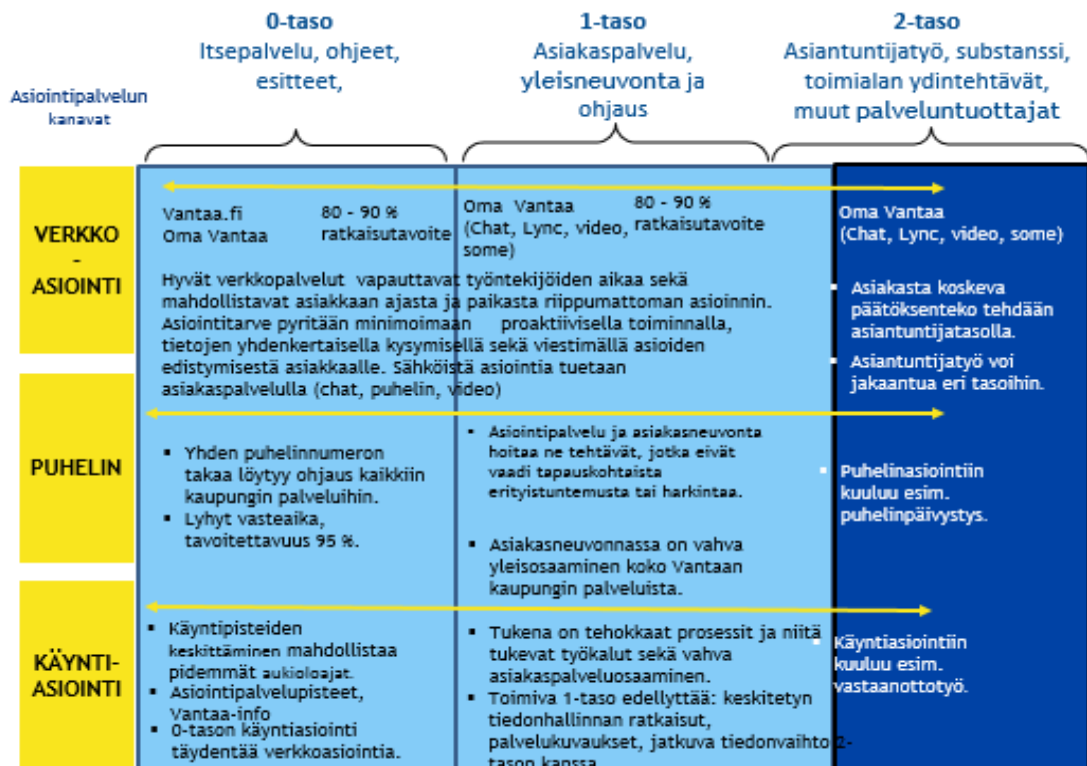 0-taso
Itsepalvelu, ohjeet,
esitteet,
1-taso
Asiakaspalvelu,
yleisneuvonta ja
ohjaus
2-taso
Asiantuntijatyö, substanssi,
toimialan ydintehtävät,
muut palveluntuottajat
Asiointipalvelun
kanavat
VERKKO
-
ASIOINTI
Vantaa.fi
Oma Vantaa
80 - 90 %
ratkaisutavoite
Oma Vantaa
(Chat, Lync, video,
some)
80 - 90 %
ratkaisutavoite
Hyvät verkkopalvelut vapauttavat työntekijöiden aikaa sekä
mahdollistavat asiakkaan ajasta ja paikasta riippumattoman asioinnin.
Asiointitarve pyritään minimoimaan proaktiivisella toiminnalla,
tietojen yhdenkertaisella kysymisellä sekä viestimällä asioiden
edistymisestä asiakkaalle. Sähköistä asiointia tuetaan
asiakaspalvelulla (chat, puhelin, video)
Oma Vantaa
(Chat, Lync, video, some)
▪ Asiakasta koskeva
päätöksenteko tehdään
asiantuntijatasolla.
▪ Asiantuntijatyö voi
jakaantua eri tasoihin.
PUHELIN
▪ Yhden puhelinnumeron
takaa löytyy ohjaus kaikkiin
kaupungin palveluihin.
▪ Lyhyt vasteaika,
tavoitettavuus 95 %.
▪ Asiointipalvelu ja asiakasneuvonta
hoitaa ne tehtävät, jotka eivät
vaadi tapauskohtaista
erityistuntemusta tai harkintaa.
▪ Asiakasneuvonnassa on vahva
yleisosaaminen koko Vantaan
kaupungin palveluista.
▪ Puhelinasiointiin
kuuluu esim.
puhelinpäivystys.
KÄYNTI-
ASIOINTI
▪ Käyntipisteiden
keskittäminen mahdollistaa
pidemmät aukioloajat.
▪ Asiointipalvelupisteet,
Vantaa-info
▪ 0-tason käyntiasiointi
täydentää verkkoasiointia.
▪ Tukena on tehokkaat prosessit ja niitä
tukevat työkalut sekä vahva
asiakaspalveluosaaminen.
▪ Toimiva 1-taso edellyttää: keskitetyn
tiedonhallinnan ratkaisut,
palvelukuvaukset, jatkuva tiedonvaihto 2-
tason kanssa
▪ Käyntiasiointiin
kuuluu esim.
vastaanottotyö.